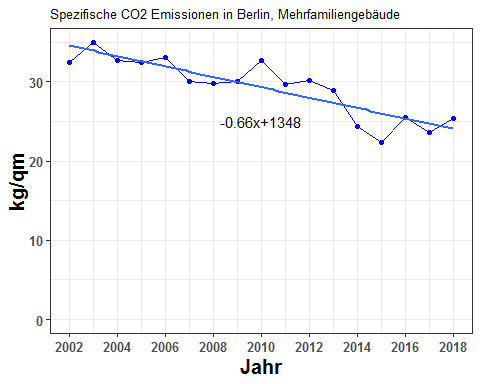 Spezifische CO2 Emissionen in Berlin, Mehrfamiliengebäude
30
20
10
0
kg/qm
-0.66x+1348
2002 2004 2006 2008 2010 2012 2014 2016 2018
Jahr